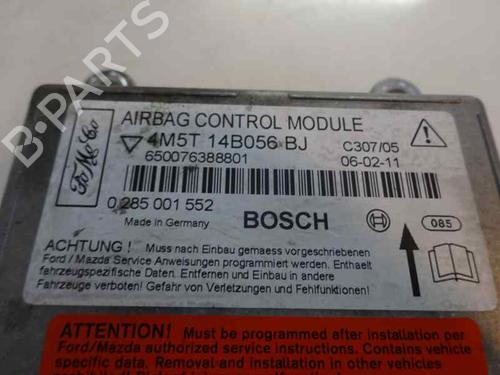 B-PARTS
FoMoCo
AIRBAG CONTROL MODULE
4M5T 14B056 BJ
C307/05
650076388801
06-02-11
0 285 001 552
Made in Germany
BOSCH
085
ACHTUNG ! Muss nach Einbau gemaess vorgeschriebenen
Ford / Mazda Service Anweisungen programmiert werden. Enthaelt
fahrzeugspezifische Daten. Entfernen und Einbau in andere
Fahrzeuge verboten! Gefahr von Verletzungen und Fehlfunktionen!
ATTENTION! Must be programmed after installation per
Ford/Mazda authorized service instructions. Contains vehicle
specific data. Removal and installation in other vehicles